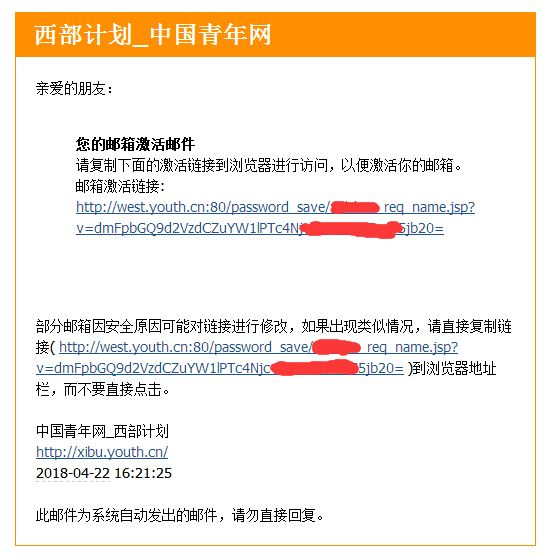 西部计划_中国青年网
亲爱的朋友：
您的邮箱激活邮件
请复制下面的激活链接到浏览器进行访问，以便激活你的邮箱。
邮箱激活链接：
http://west.youth.cn:80/password_save/ _req_name.jsp?
v=dmFpbGQ9d2VzdCZuYW1lPTc4Nj 5jb20=
部分邮箱因安全原因可能对链接进行修改，如果出现类似情况，请直接复制链
接( http://west.youth.cn:80/password_save/ _req_name.jsp?
v=dmFpbGQ9d2VzdCZuYW1lPTc4Njc 5jb20= )到浏览器地址
栏，而不要直接点击。
中国青年网_西部计划
http://xibu.youth.cn/
2018-04-22 16:21:25
此邮件为系统自动发出的邮件，请勿直接回复。